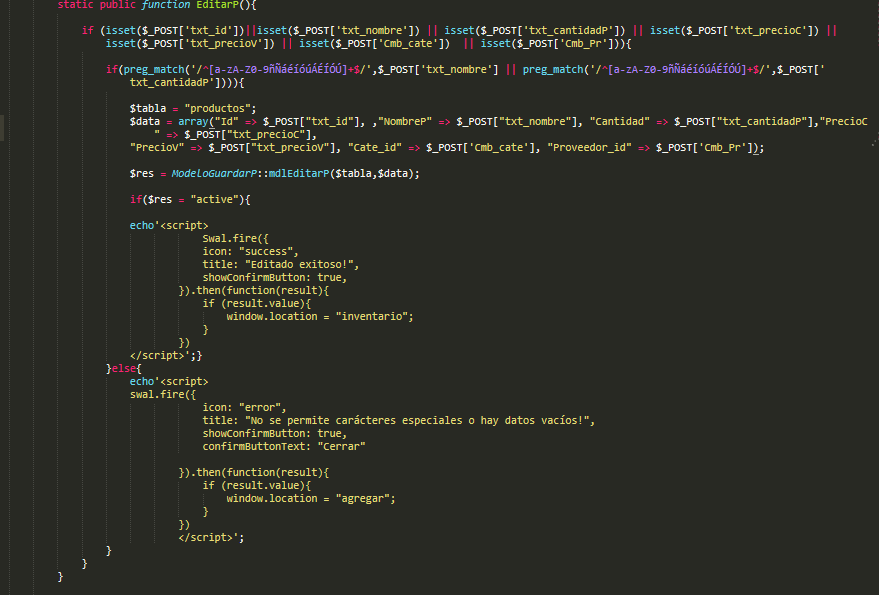 static public function EditarP(){
if (isset($_POST['txt_id'])||isset($_POST['txt_nombre']) || isset($_POST['txt_cantidadP']) || isset($_POST['txt_precioC']) ||
isset($_POST['txt_precioV']) || isset($_POST['Cmb_cate'])  || isset($_POST['Cmb_Pr'])){
if(preg_match('/^[a-zA-Z0-9ñÑáéíóúÁÉÍÓÚ]+$/',$_POST['txt_nombre'] || preg_match('/^[a-zA-Z0-9ñÑáéíóúÁÉÍÓÚ]+$/',$_POST['
txt_cantidadP']))){
$tabla = "productos";
$data = array("Id" => $_POST["txt_id"], ,"NombreP" => $_POST["txt_nombre"], "Cantidad" => $_POST["txt_cantidadP"],"PrecioC
" => $_POST["txt_precioC"],
"PrecioV" => $_POST["txt_precioV"], "Cate_id" => $_POST['Cmb_cate'], "Proveedor_id" => $_POST['Cmb_Pr']);
$res = ModeloGuardarP::mdlEditarP($tabla,$data);
if($res = "active"){
echo'<script>
Swal.fire({
icon: "success",
title: "Editado exitoso!",
showConfirmButton: true,
}).then(function(result){
if (result.value){
window.location = "inventario";
}
})
</script>';}
}else{
echo'<script>
swal.fire({
icon: "error",
title: "No se permite carácteres especiales o hay datos vacíos!",
showConfirmButton: true,
confirmButtonText: "Cerrar"
}).then(function(result){
if (result.value){
window.location = "agregar";
}
})
</script>';
}
}
}